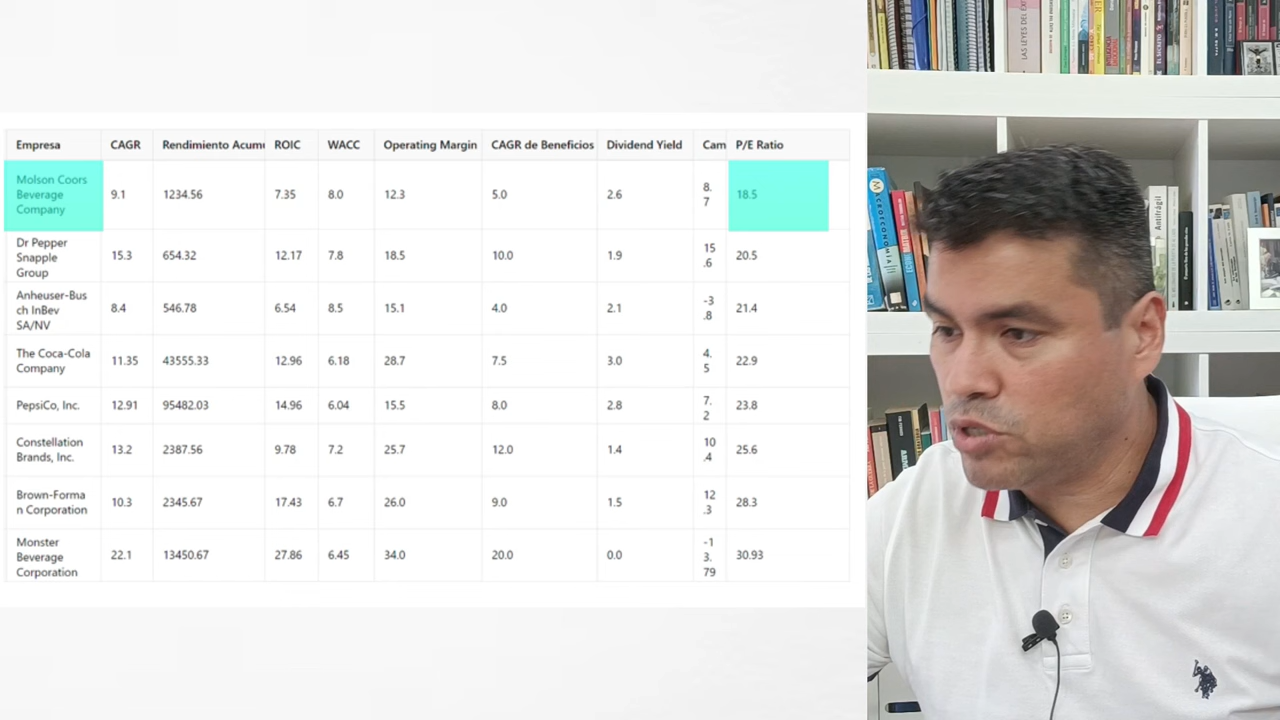 Empresa CAGR Rendimiento Acum ROIC WACC Operating Margin CAGR de Beneficios Dividend Yield Cam P/E Ratio
Molson Coors
Beverage
Company
9.1 1234.56 7.35 8.0 12.3 5.0 2.6
8.
7
18.5
Dr Pepper
Snapple
Group
15.3 654.32 12.17 7.8 18.5 10.0 1.9
15
.6
20.5
Anheuser-Bus
ch InBev
SA/NV
8.4 546.78 6.54 8.5 15.1 4.0 2.1
-3
.8
21.4
The Coca-Cola
Company
11.35 43555.33 12.96 6.18 28.7 7.5 3.0
4.
5
22.9
PepsiCo, Inc.
12.91 95482.03 14.96 6.04 15.5 8.0 2.8
7.
2
23.8
Constellation
Brands, Inc.
13.2 2387.56 9.78 7.2 25.7 12.0 1.4
10
.4
25.6
Brown-Forma
n Corporation
10.3 2345.67 17.43 6.7 26.0 9.0 1.5
12
.3
28.3
Monster
Beverage
Corporation
22.1 13450.67 27.86 6.45 34.0 20.0 0.0
-1
3.
79
30.93
LAS LEYES DEL
MACROECONOMÍA
Antifrágil